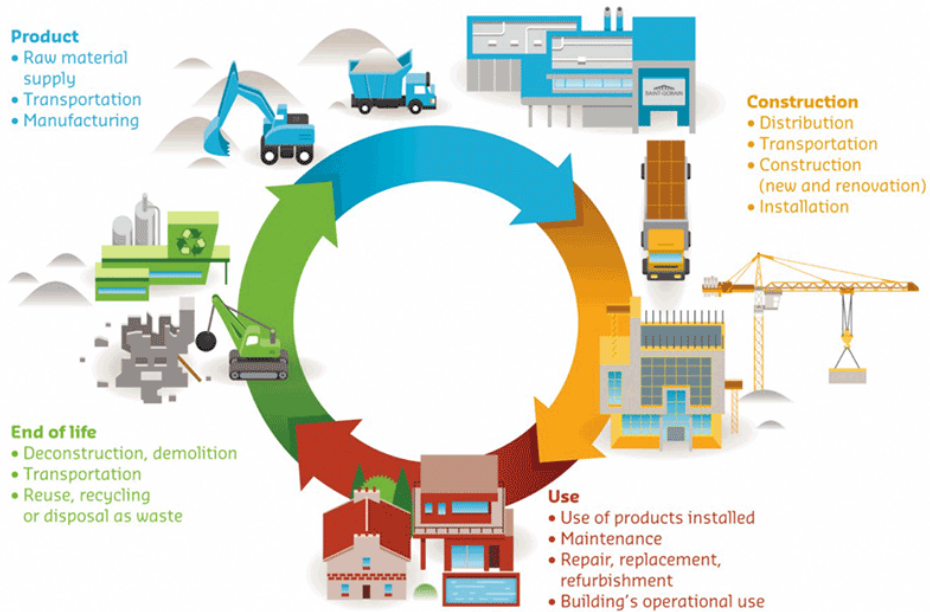 Product
• Raw material
supply
• Transportation
• Manufacturing
SAINT-GOBAIN
Construction
• Distribution
• Transportation
• Construction
(new and renovation)
• Installation
End of life
• Deconstruction, demolition
• Transportation
• Reuse, recycling
or disposal as waste
Use
• Use of products installed
• Maintenance
• Repair, replacement,
refurbishment
• Building's operational use